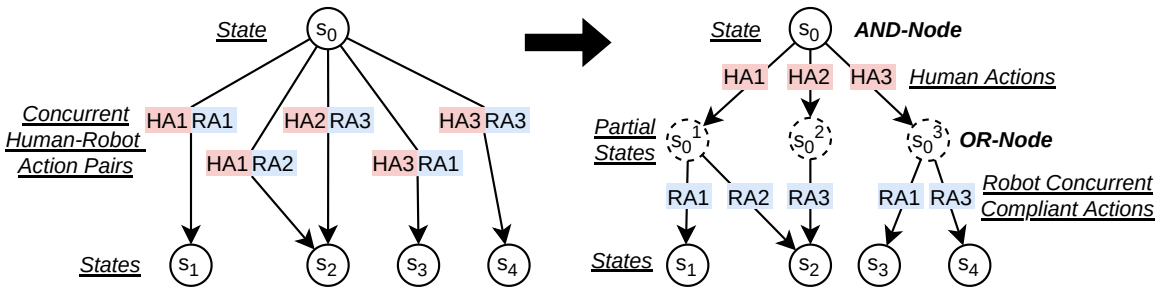 State
s0
Concurrent
Human-Robot
Action Pairs
HA1 RA1
HA2 RA3
HA3 RA3
HA1 RA2
HA3 RA1
States
s1
s2
s3
s4
State
s0
AND-Node
HA1
HA2
HA3
Human Actions
Partial
States
s0^1
s0^2
s0^3
OR-Node
RA1
RA2
RA3
RA1
RA3
Robot Concurrent
Compliant Actions
States
s1
s2
s3
s4